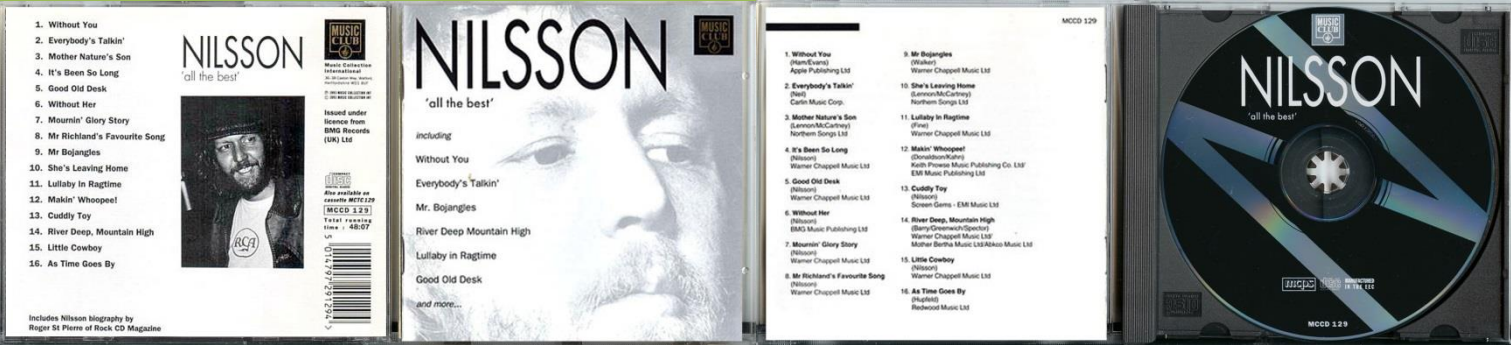 1. Without You
2. Everybody's Talkin'
3. Mother Nature's Son
4. It's Been So Long
5. Good Old Desk
6. Without Her
7. Mournin' Glory Story
8. Mr Richland's Favourite Song
9. Mr Bojangles
10. She's Leaving Home
11. Lullaby In Ragtime
12. Makin' Whoopee!
13. Cuddly Toy
14. River Deep, Mountain High
15. Little Cowboy
16. As Time Goes By
Includes Nilsson biography by
Roger St Pierre of Rock CD Magazine
NILSSON
'all the best'
RCA
MUSIC
CLUB
Music Collection
International
Issued under
licence from
BMG Records
(UK) Ltd
COMPACT
disc
DIGITAL AUDIO
Also available on
cassette MCTC129
MCCD 129
Total running
time : 48:07
5 014797 291294 >
NILSSON
'all the best'
MUSIC
CLUB
including
Without You
Everybody's Talkin'
Mr. Bojangles
River Deep Mountain High
Lullaby in Ragtime
Good Old Desk
and more...
MCCD 129
1. Without You
(Ham/Evans)
Apple Publishing Ltd
2. Everybody's Talkin'
(Neil)
Carlin Music Corp.
3. Mother Nature's Son
(Lennon/McCartney)
Northern Songs Ltd
4. It's Been So Long
(Nilsson)
Warner Chappell Music Ltd
5. Good Old Desk
(Nilsson)
Warner Chappell Music Ltd
6. Without Her
(Nilsson)
BMG Music Publishing Ltd
7. Mournin' Glory Story
(Nilsson)
Warner Chappell Music Ltd
8. Mr Richland's Favourite Song
(Nilsson)
Warner Chappell Music Ltd
9. Mr Bojangles
(Walker)
Warner Chappell Music Ltd
10. She's Leaving Home
(Lennon/McCartney)
Northern Songs Ltd
11. Lullaby In Ragtime
(Fine)
Warner Chappell Music Ltd
12. Makin' Whoopee!
(Donaldson/Kahn)
Keith Prowse Music Publishing Co. Ltd/
EMI Music Publishing Ltd
13. Cuddly Toy
(Nilsson)
Screen Gems - EMI Music Ltd
14. River Deep, Mountain High
(Barry/Greenwich/Spector)
Warner Chappell Music Ltd/
Mother Bertha Music Ltd/Abkco Music Ltd
15. Little Cowboy
(Nilsson)
Warner Chappell Music Ltd
16. As Time Goes By
(Hupfeld)
Redwood Music Ltd
MUSIC
CLUB
NILSSON
'all the best'
mcps
disc
MANUFACTURED
IN THE EEC
MCCD 129